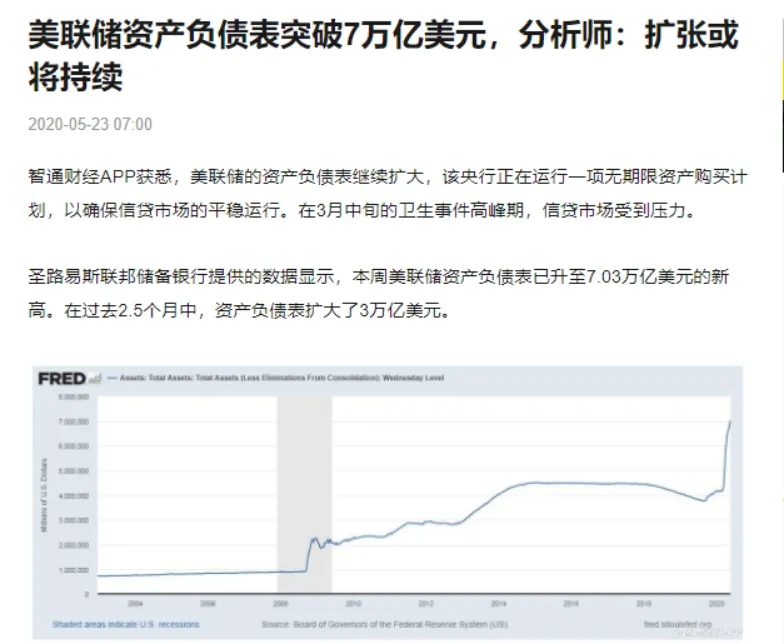 美联储资产负债表突破7万亿美元，分析师：扩张或
将持续
2020-05-23 07:00
智通财经APP获悉，美联储的资产负债表继续扩大，该央行正在运行一项无期限资产购买计
划，以确保信贷市场的平稳运行。在3月中旬的卫生事件高峰期，信贷市场受到压力。
圣路易斯联邦储备银行提供的数据显示，本周美联储资产负债表已升至7.03万亿美元的新
高。在过去2.5个月中，资产负债表扩大了3万亿美元。
FRED — Assets: Total Assets: Total Assets (Less Eliminations From Consolidation): Wednesday Level
8,000,000
7,000,000
6,000,000
5,000,000
4,000,000
3,000,000
2,000,000
1,000,000
0
Millions of U.S. Dollars
2004 2006 2008 2010 2012 2014 2016 2018 2020
Shaded areas indicate U.S. recessions Source: Board of Governors of the Federal Reserve System (US) fred.stlouisfed.org